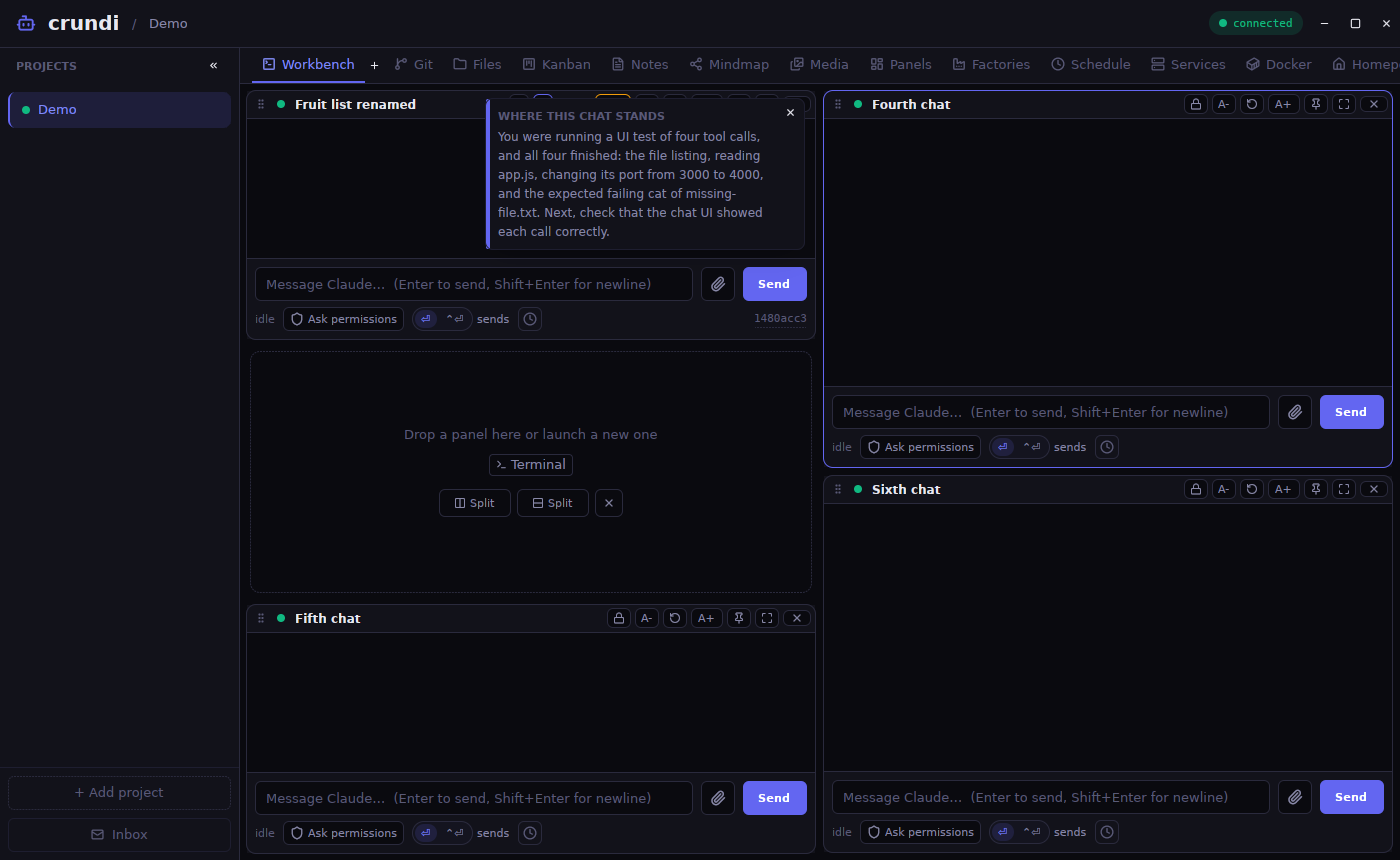 crundi / Demo
connected
PROJECTS «
Demo
+ Add project
Inbox
Workbench + Git Files Kanban Notes Mindmap Media Panels Factories Schedule Services Docker Homep
Fruit list renamed
WHERE THIS CHAT STANDS
You were running a UI test of four tool calls,
and all four finished: the file listing, reading
app.js, changing its port from 3000 to 4000,
and the expected failing cat of missing-
file.txt. Next, check that the chat UI showed
each call correctly.
Message Claude… (Enter to send, Shift+Enter for newline)
Send
idle Ask permissions ⏎ ⌃⏎ sends 1480acc3
Drop a panel here or launch a new one
Terminal
Split Split
Fifth chat A- A+
Message Claude… (Enter to send, Shift+Enter for newline)
Send
idle Ask permissions ⏎ ⌃⏎ sends
Fourth chat A- A+
Message Claude… (Enter to send, Shift+Enter for newline)
Send
idle Ask permissions ⏎ ⌃⏎ sends
Sixth chat A- A+
Message Claude… (Enter to send, Shift+Enter for newline)
Send
idle Ask permissions ⏎ ⌃⏎ sends